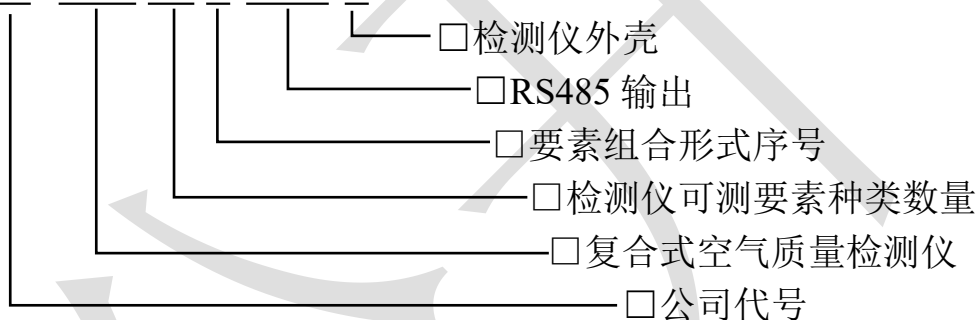 □检测仪外壳
□RS485 输出
□要素组合形式序号
□检测仪可测要素种类数量
□复合式空气质量检测仪
□公司代号